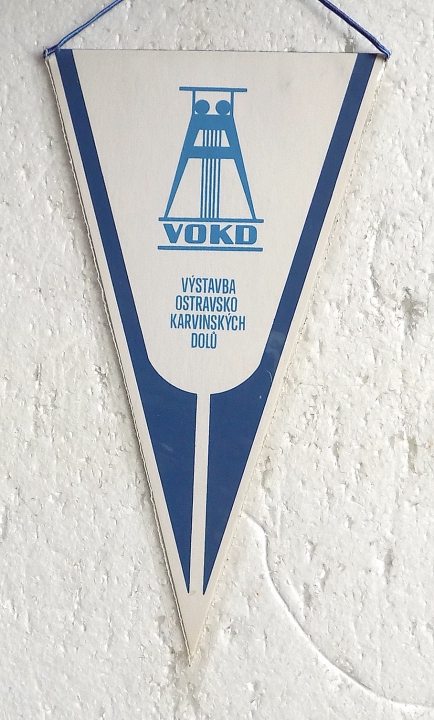 VOKD
VÝSTAVBA
OSTRAVSKO
KARVINSKÝCH
DOLŮ